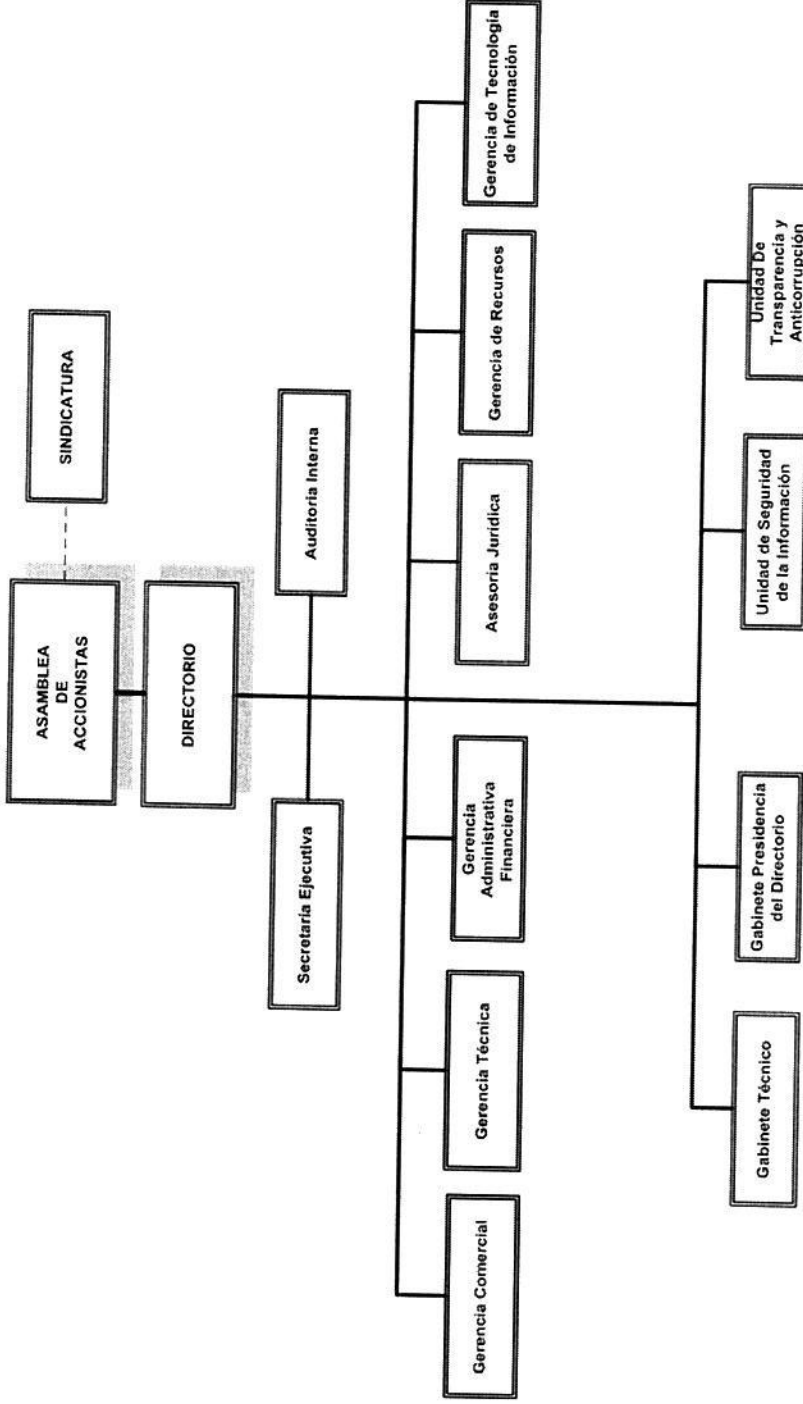 ASAMBLEA
DE
ACCIONISTAS
SINDICATURA
DIRECTORIO
Secretaría Ejecutiva
Auditoria Interna
Gerencia Comercial
Gerencia Técnica
Gerencia
Administrativa
Financiera
Asesoria Jurídica
Gerencia de Recursos
Gerencia de Tecnología
de Información
Gabinete Técnico
Gabinete Presidencia
del Directorio
Unidad de Seguridad
de la Información
Unidad De
Transparencia y
Anticorrupción